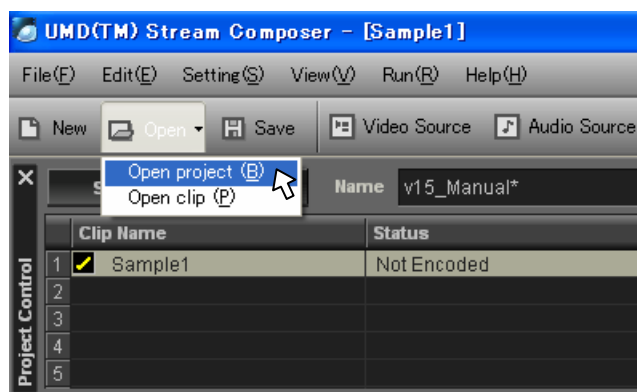 UMD(TM) Stream Composer - [Sample1]
File(F) Edit(E) Setting(S) View(V) Run(R) Help(H)
New Open Save Video Source Audio Source
Open project (B)
Open clip (P)
Name v15_Manual*
Clip Name Status
1 Sample1 Not Encoded
2
3
4
5
Project Control